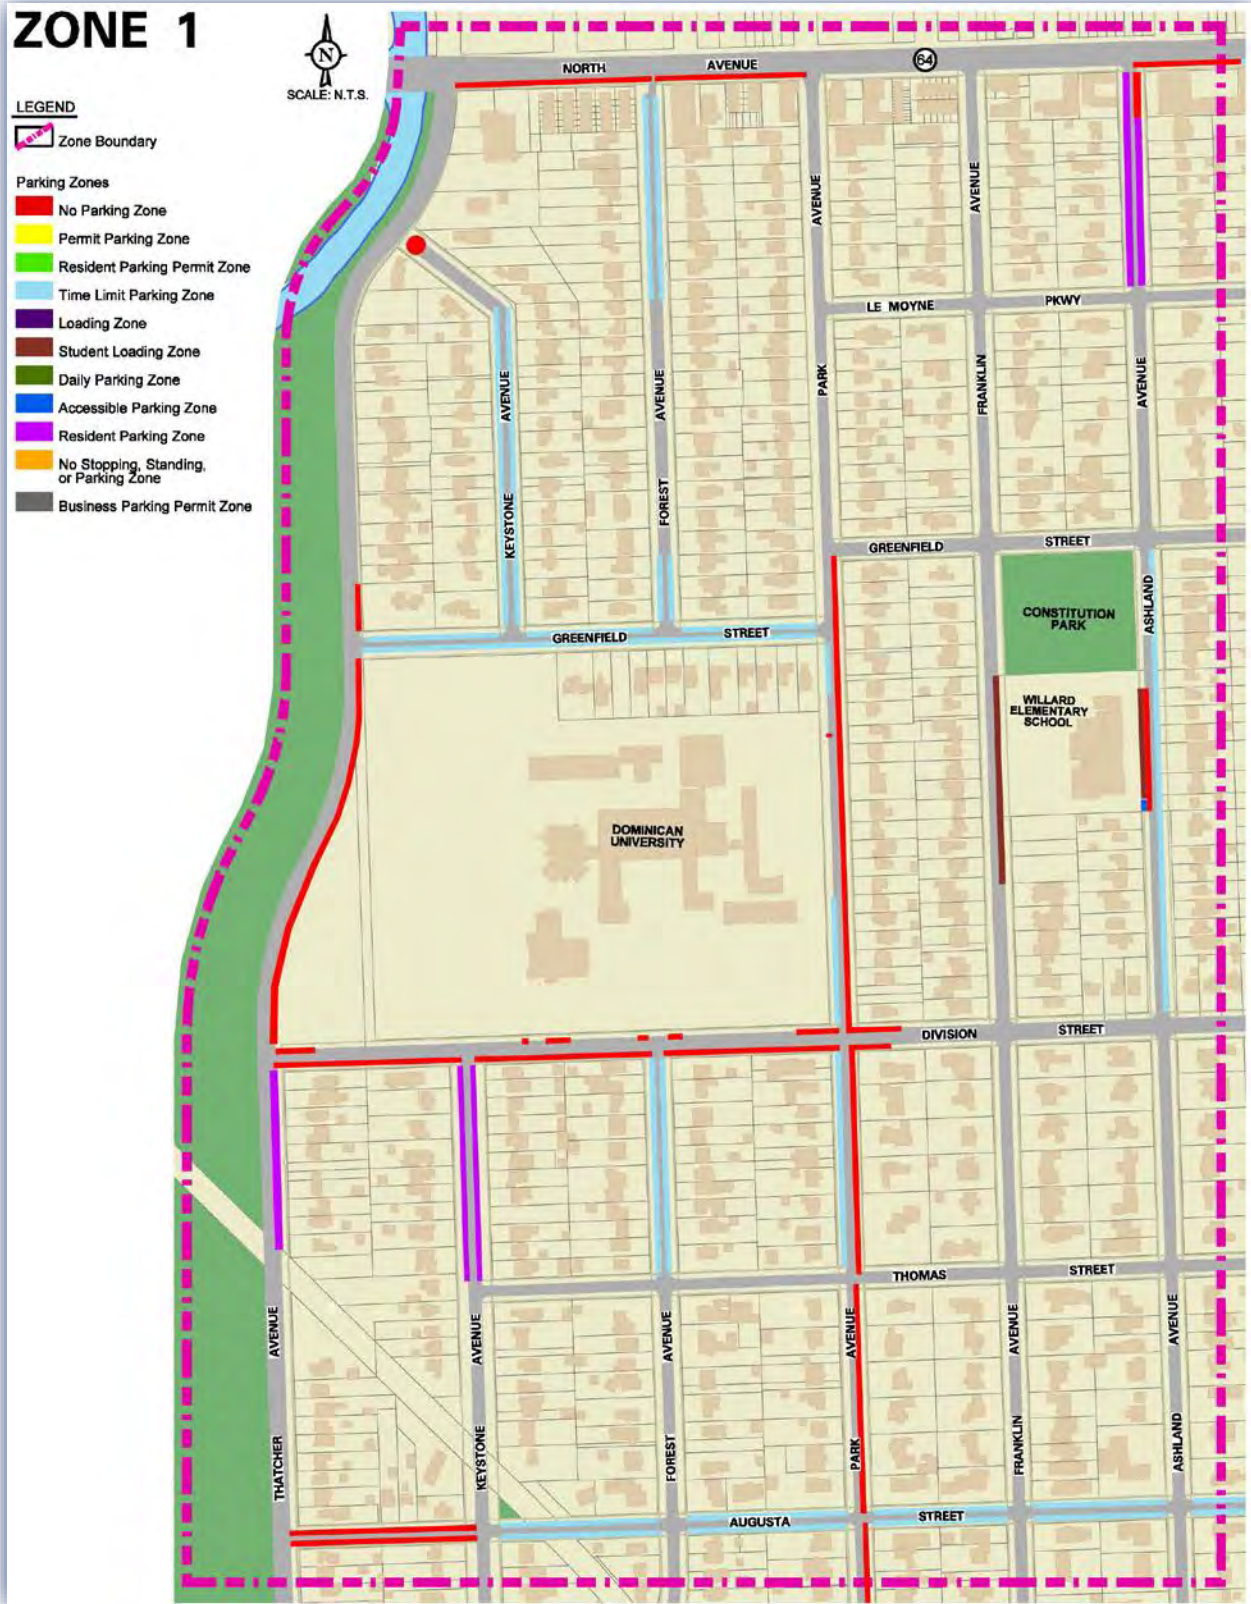 ZONE 1
N
SCALE: N.T.S.
LEGEND
Zone Boundary
Parking Zones
No Parking Zone
Permit Parking Zone
Resident Parking Permit Zone
Time Limit Parking Zone
Loading Zone
Student Loading Zone
Daily Parking Zone
Accessible Parking Zone
Resident Parking Zone
No Stopping, Standing,
or Parking Zone
Business Parking Permit Zone
NORTH AVENUE
64
AVENUE
AVENUE
LE MOYNE PKWY
AVENUE
AVENUE
PARK
FRANKLIN
AVENUE
KEYSTONE
FOREST
GREENFIELD STREET
ASHLAND
CONSTITUTION
PARK
GREENFIELD STREET
WILLARD
ELEMENTARY
SCHOOL
DOMINICAN
UNIVERSITY
DIVISION STREET
THOMAS STREET
AVENUE
AVENUE
AVENUE
AVENUE
AVENUE
AVENUE
THATCHER
KEYSTONE
FOREST
PARK
FRANKLIN
ASHLAND
AUGUSTA STREET